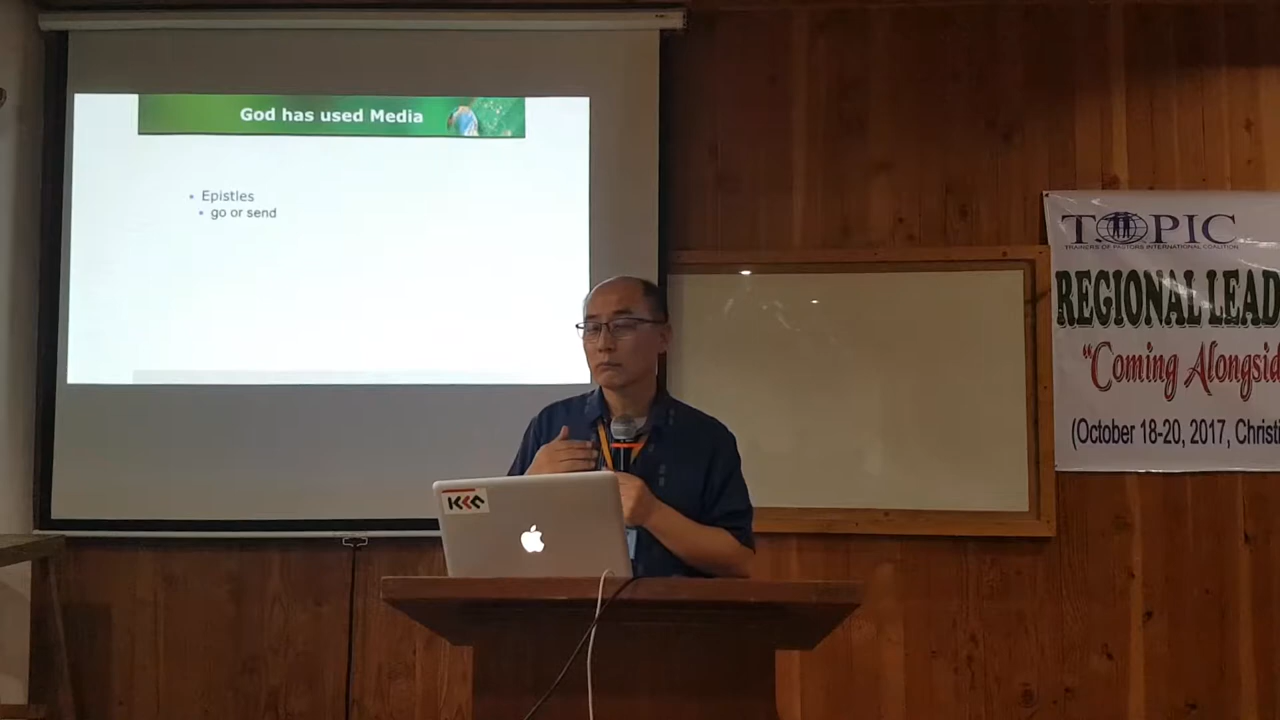 God has used Media
Epistles
go or send
TOPIC
TRAINERS OF PASTORS INTERNATIONAL COALITION
REGIONAL LEAD
"Coming Alongsid
(October 18-20, 2017, Christi